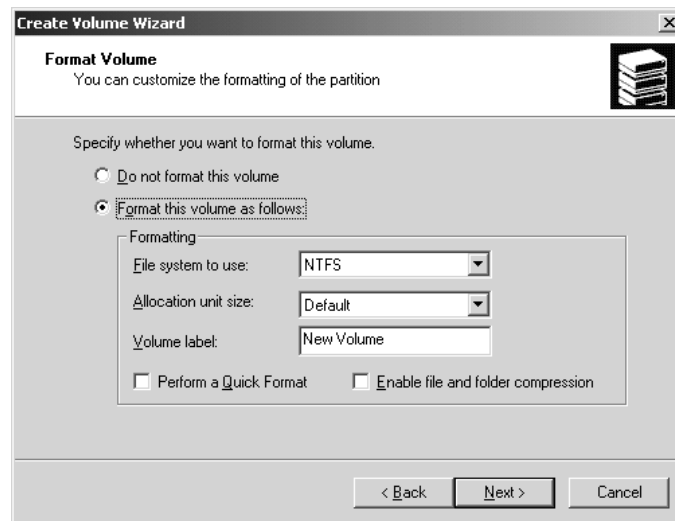 Create Volume Wizard
Format Volume
You can customize the formatting of the partition
Specify whether you want to format this volume.
Do not format this volume
Format this volume as follows:
Formatting
File system to use: NTFS
Allocation unit size: Default
Volume label: New Volume
Perform a Quick Format Enable file and folder compression
< Back Next > Cancel